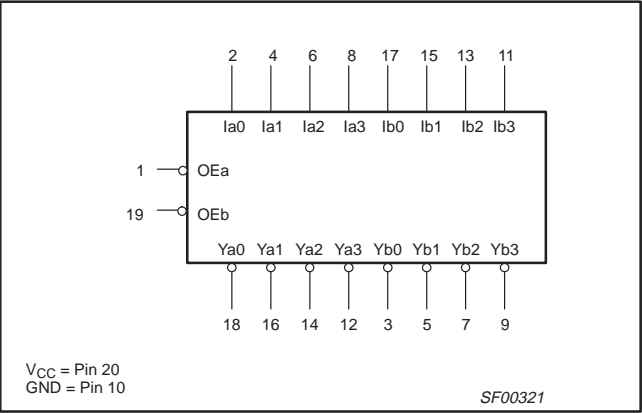 2 4 6 8 17 15 13 11
Ia0 Ia1 Ia2 Ia3 Ib0 Ib1 Ib2 Ib3
1 OEa
19 OEb
Ya0 Ya1 Ya2 Ya3 Yb0 Yb1 Yb2 Yb3
18 16 14 12 3 5 7 9
VCC = Pin 20
GND = Pin 10
SF00321